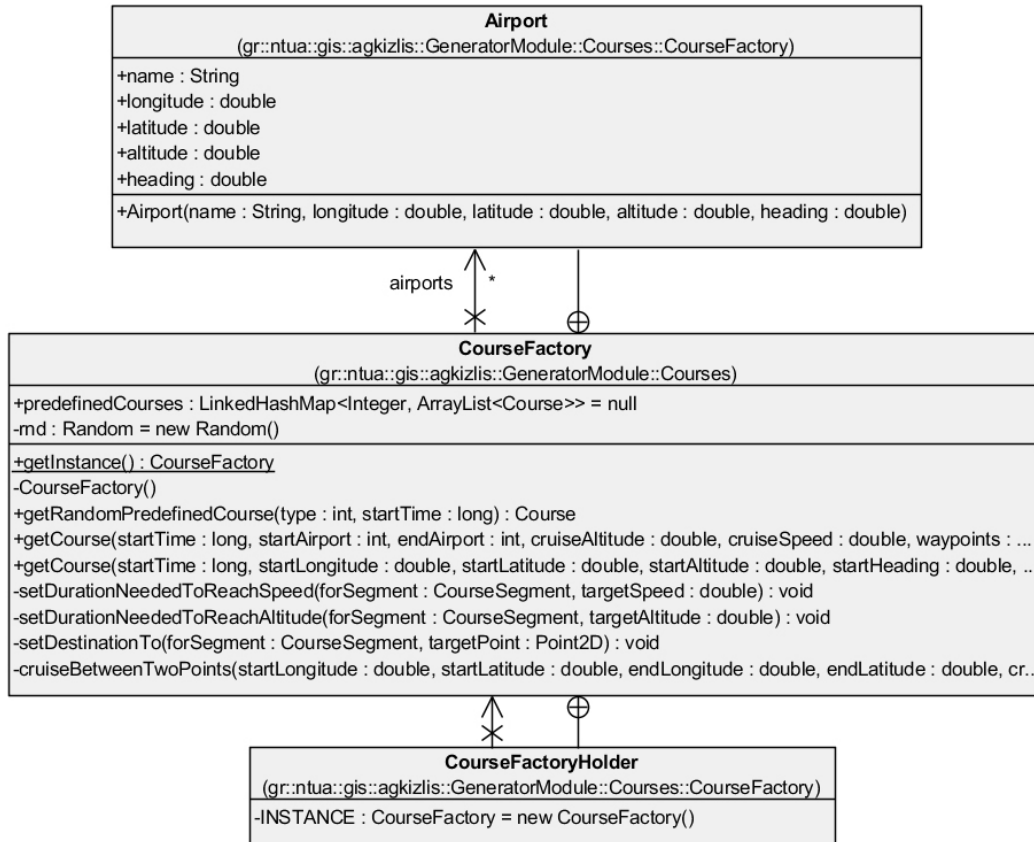 Airport
(gr::ntua::gis::agkizlis::GeneratorModule::Courses::CourseFactory)
+name : String
+longitude : double
+latitude : double
+altitude : double
+heading : double
+Airport(name : String, longitude : double, latitude : double, altitude : double, heading : double)
airports *
CourseFactory
(gr::ntua::gis::agkizlis::GeneratorModule::Courses)
+predefinedCourses : LinkedHashMap<Integer, ArrayList<Course>> = null
-rnd : Random = new Random()
+getInstance() : CourseFactory
-CourseFactory()
+getRandomPredefinedCourse(type : int, startTime : long) : Course
+getCourse(startTime : long, startAirport : int, endAirport : int, cruiseAltitude : double, cruiseSpeed : double, waypoints : ...
+getCourse(startTime : long, startLongitude : double, startLatitude : double, startAltitude : double, startHeading : double, ...
-setDurationNeededToReachSpeed(forSegment : CourseSegment, targetSpeed : double) : void
-setDurationNeededToReachAltitude(forSegment : CourseSegment, targetAltitude : double) : void
-setDestinationTo(forSegment : CourseSegment, targetPoint : Point2D) : void
-cruiseBetweenTwoPoints(startLongitude : double, startLatitude : double, endLongitude : double, endLatitude : double, cr...
CourseFactoryHolder
(gr::ntua::gis::agkizlis::GeneratorModule::Courses::CourseFactory)
-INSTANCE : CourseFactory = new CourseFactory()